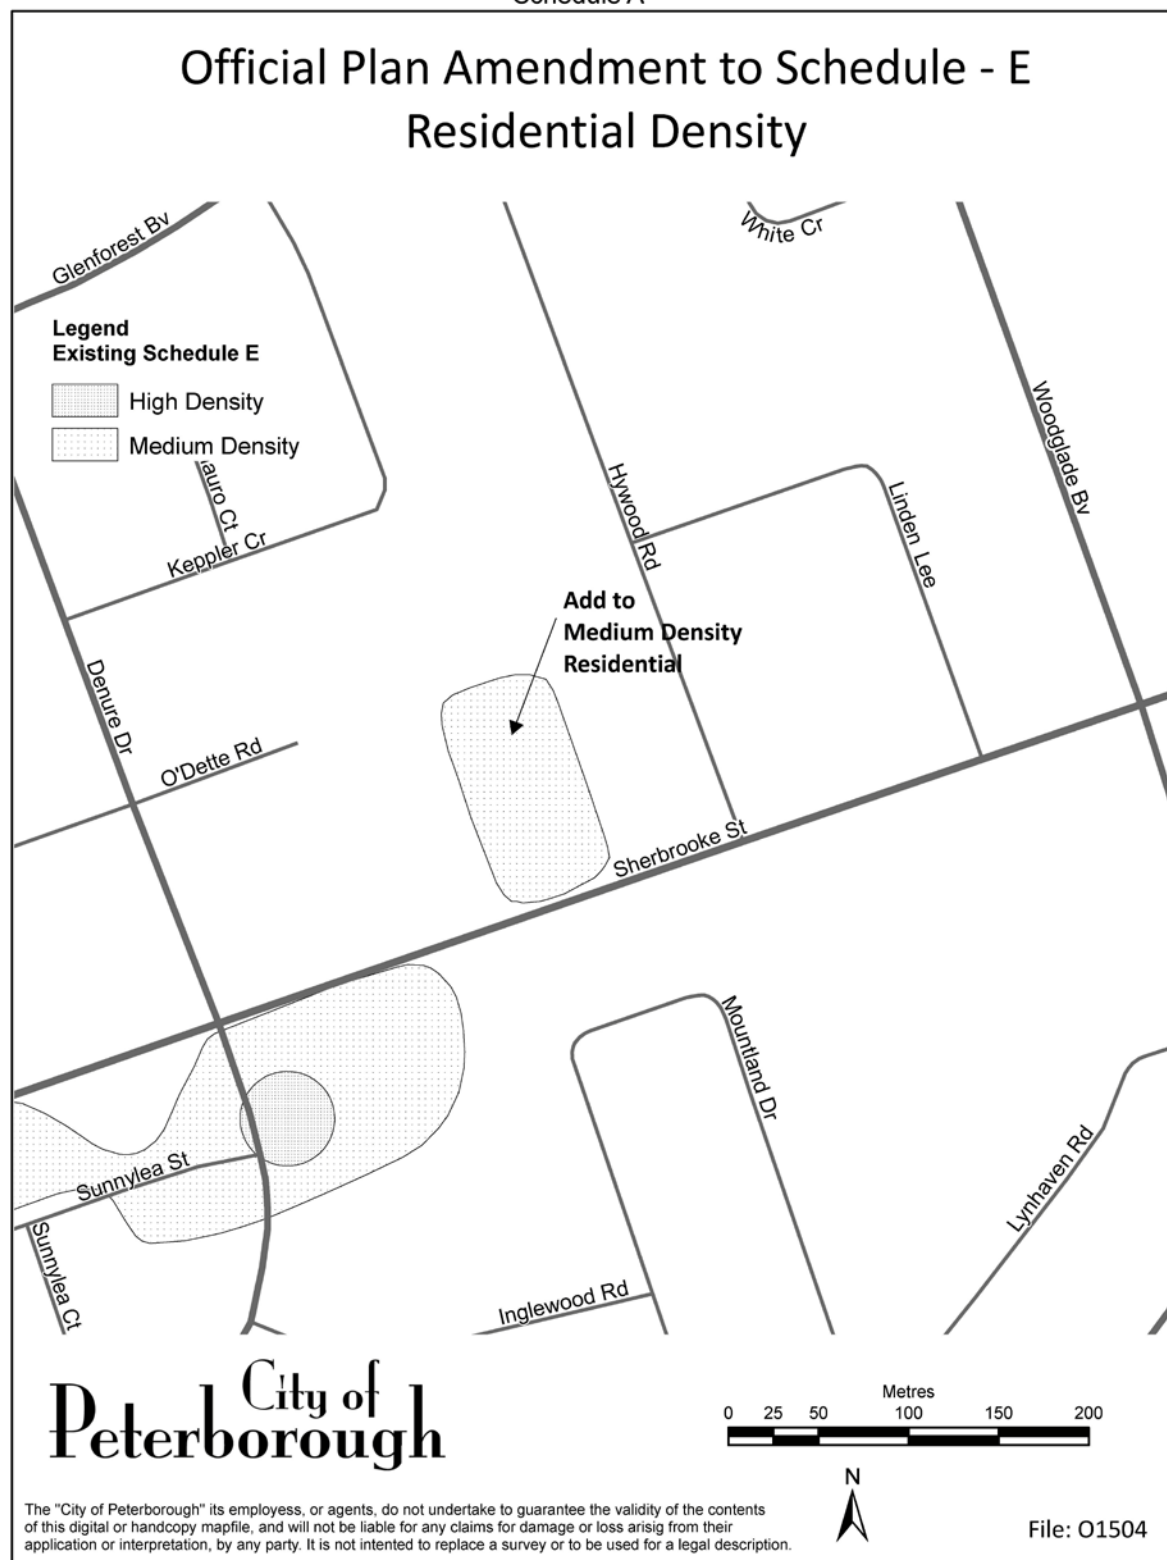 Schedule A
Official Plan Amendment to Schedule - E
Residential Density
Glenforest Bv
White Cr
Legend
Existing Schedule E
High Density
Medium Density
auro Ct
Keppler Cr
Hywood Rd
Linden Lee
Woodglade Bv
Add to
Medium Density
Residential
Denure Dr
O'Dette Rd
Sherbrooke St
Mountland Dr
Sunnylea St
Sunnylea Ct
Lynhaven Rd
Inglewood Rd
City of
Peterborough
Metres
0 25 50 100 150 200
N
The "City of Peterborough" its employess, or agents, do not undertake to guarantee the validity of the contents
of this digital or handcopy mapfile, and will not be liable for any claims for damage or loss arisig from their
application or interpretation, by any party. It is not intended to replace a survey or to be used for a legal description.
File: O1504